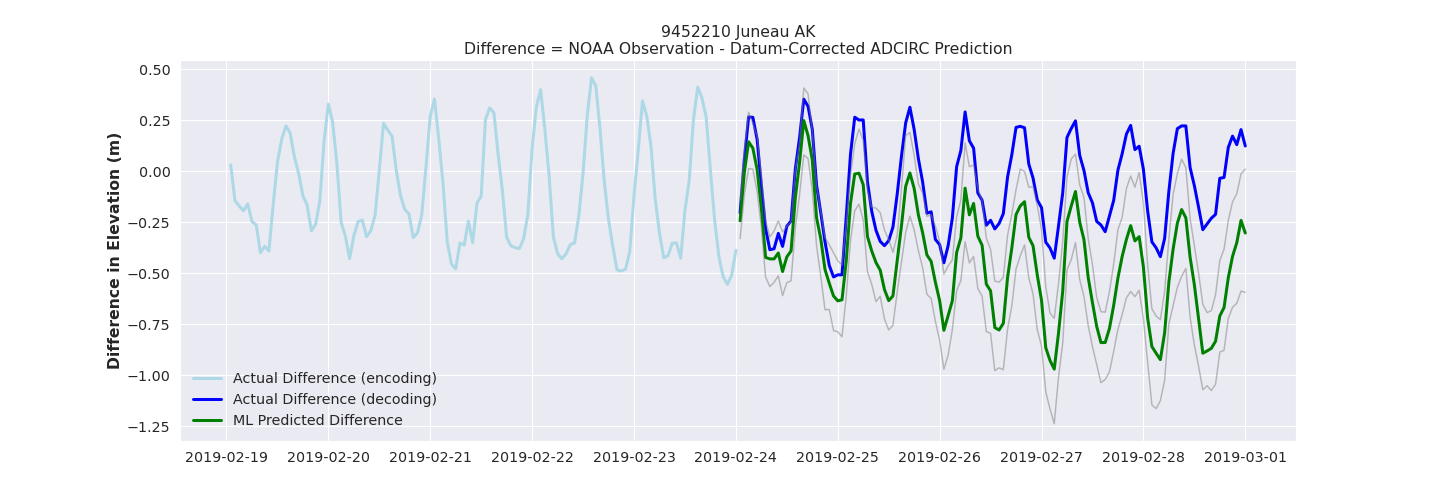 9452210 Juneau AK
Difference = NOAA Observation - Datum-Corrected ADCIRC Prediction
Difference in Elevation (m)
0.50
0.25
0.00
−0.25
−0.50
−0.75
−1.00
−1.25
Actual Difference (encoding)
Actual Difference (decoding)
ML Predicted Difference
2019-02-19 2019-02-20 2019-02-21 2019-02-22 2019-02-23 2019-02-24 2019-02-25 2019-02-26 2019-02-27 2019-02-28 2019-03-01